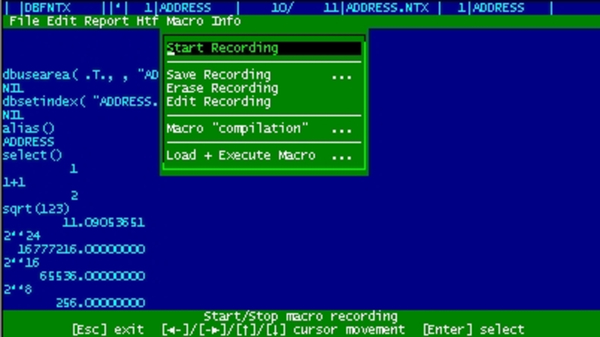 |DBFNTX ||*| 1|ADDRESS | 10/ 11|ADDRESS.NTX | 1|ADDRESS |
File Edit Report Htf Macro Info
Start Recording
Save Recording ...
Erase Recording
Edit Recording
Macro "compilation" ...
Load + Execute Macro ...
dbusearea( .T., , "AD
NIL
dbsetindex( "ADDRESS.
NIL
alias()
ADDRESS
select()
1
1+1
2
sqrt(123)
11.09053651
2**24
16777216.00000000
2**16
65536.00000000
2**8
256.00000000
Start/Stop macro recording
[Esc] exit [◄-]/[-►]/[↑]/[↓] cursor movement [Enter] select